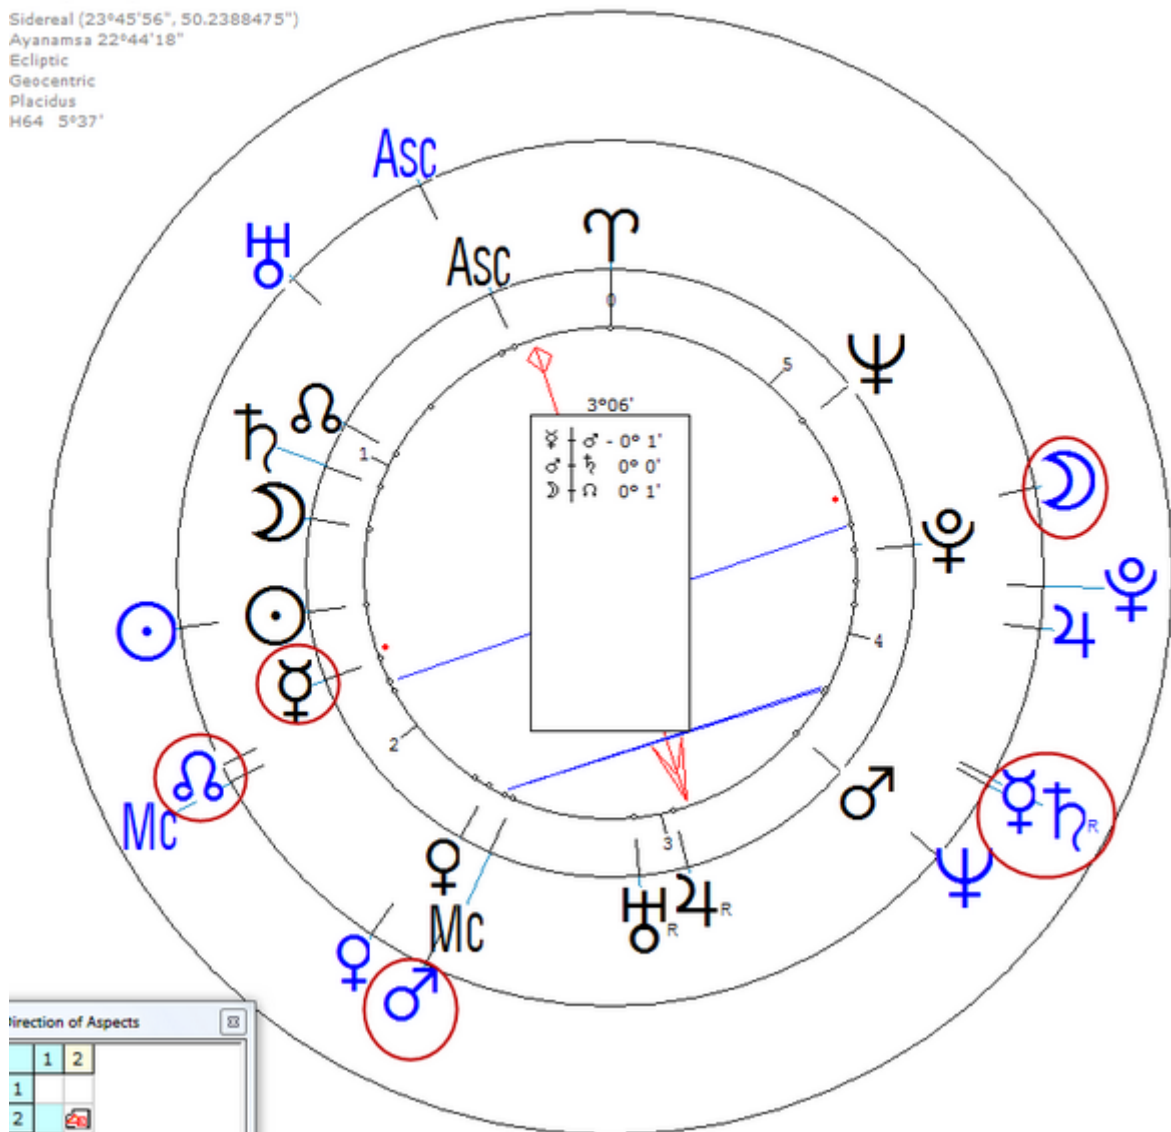 Sidereal (23°45'56", 50.2388475")
Ayanamsa 22°44'18"
Ecliptic
Geocentric
Placidus
H64 5°37'
Asc
♅
Asc
♈
0
5
♆
3°06'
☿ ♂ - 0° 1'
♂ ♄ 0° 0'
☽ ☊ 0° 1'
☊
♄
1
☽
☽
♇
♇
☉
☉
♃
4
☿
2
☊
Mc
☿ ♄ R
♂
♆
3
♀
Mc
♅ R
♃ R
♀
♂
Direction of Aspects
1 2
1
2